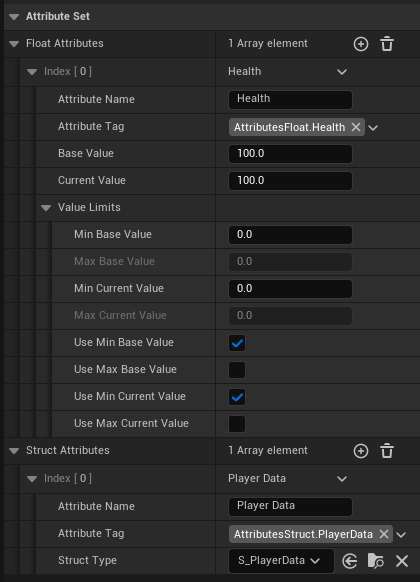 Attribute Set
Float Attributes 1 Array element
Index [ 0 ] Health
Attribute Name Health
Attribute Tag AttributesFloat.Health
Base Value 100.0
Current Value 100.0
Value Limits
Min Base Value 0.0
Max Base Value 0.0
Min Current Value 0.0
Max Current Value 0.0
Use Min Base Value
Use Max Base Value
Use Min Current Value
Use Max Current Value
Struct Attributes 1 Array element
Index [ 0 ] Player Data
Attribute Name Player Data
Attribute Tag AttributesStruct.PlayerData
Struct Type S_PlayerData